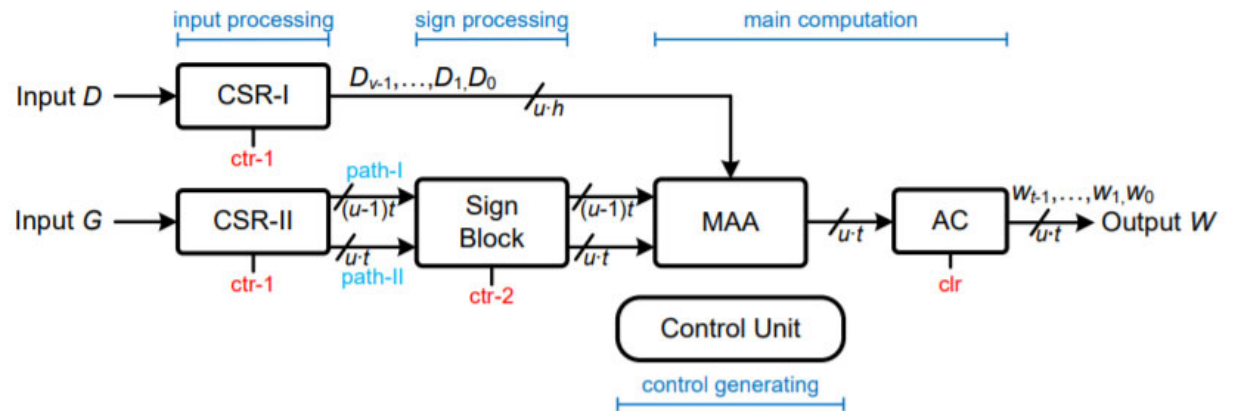 input processing
sign processing
main computation
Input D
CSR-I
Dv-1,...,D1,D0
u·h
ctr-1
path-I
Input G
CSR-II
(u-1)t
u·t
path-II
ctr-1
Sign
Block
ctr-2
(u-1)t
u·t
MAA
u·t
AC
clr
wt-1,...,w1,w0
u·t
Output W
Control Unit
control generating